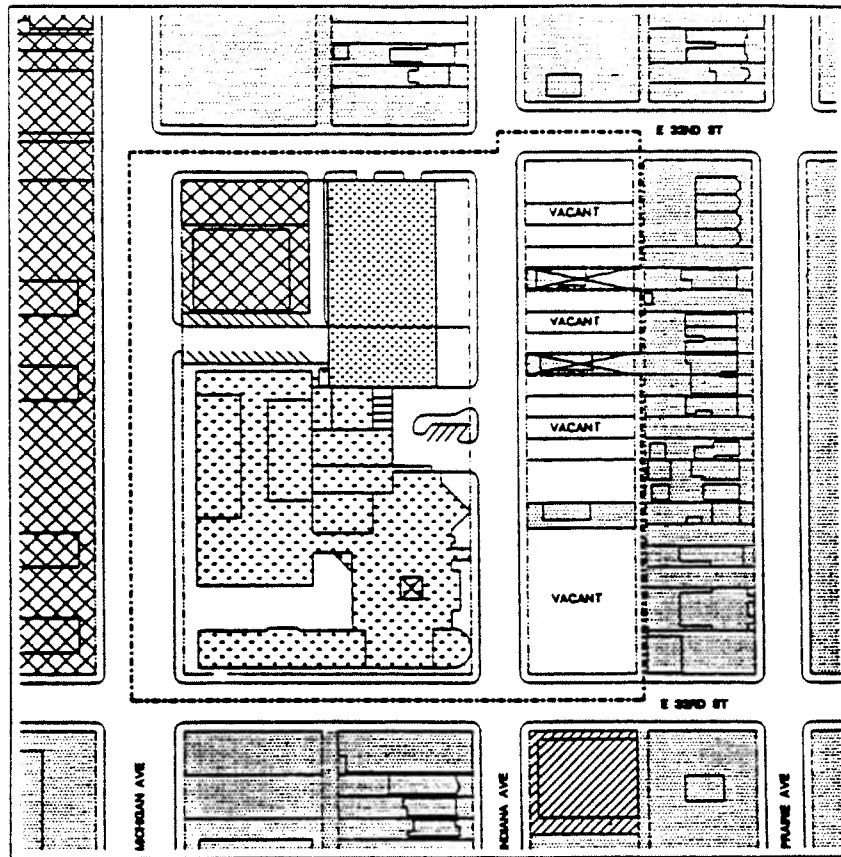 E 32ND ST
VACANT
VACANT
VACANT
VACANT
E 33RD ST
MICHIGAN AVE
INDIANA AVE
PRAIRIE AVE